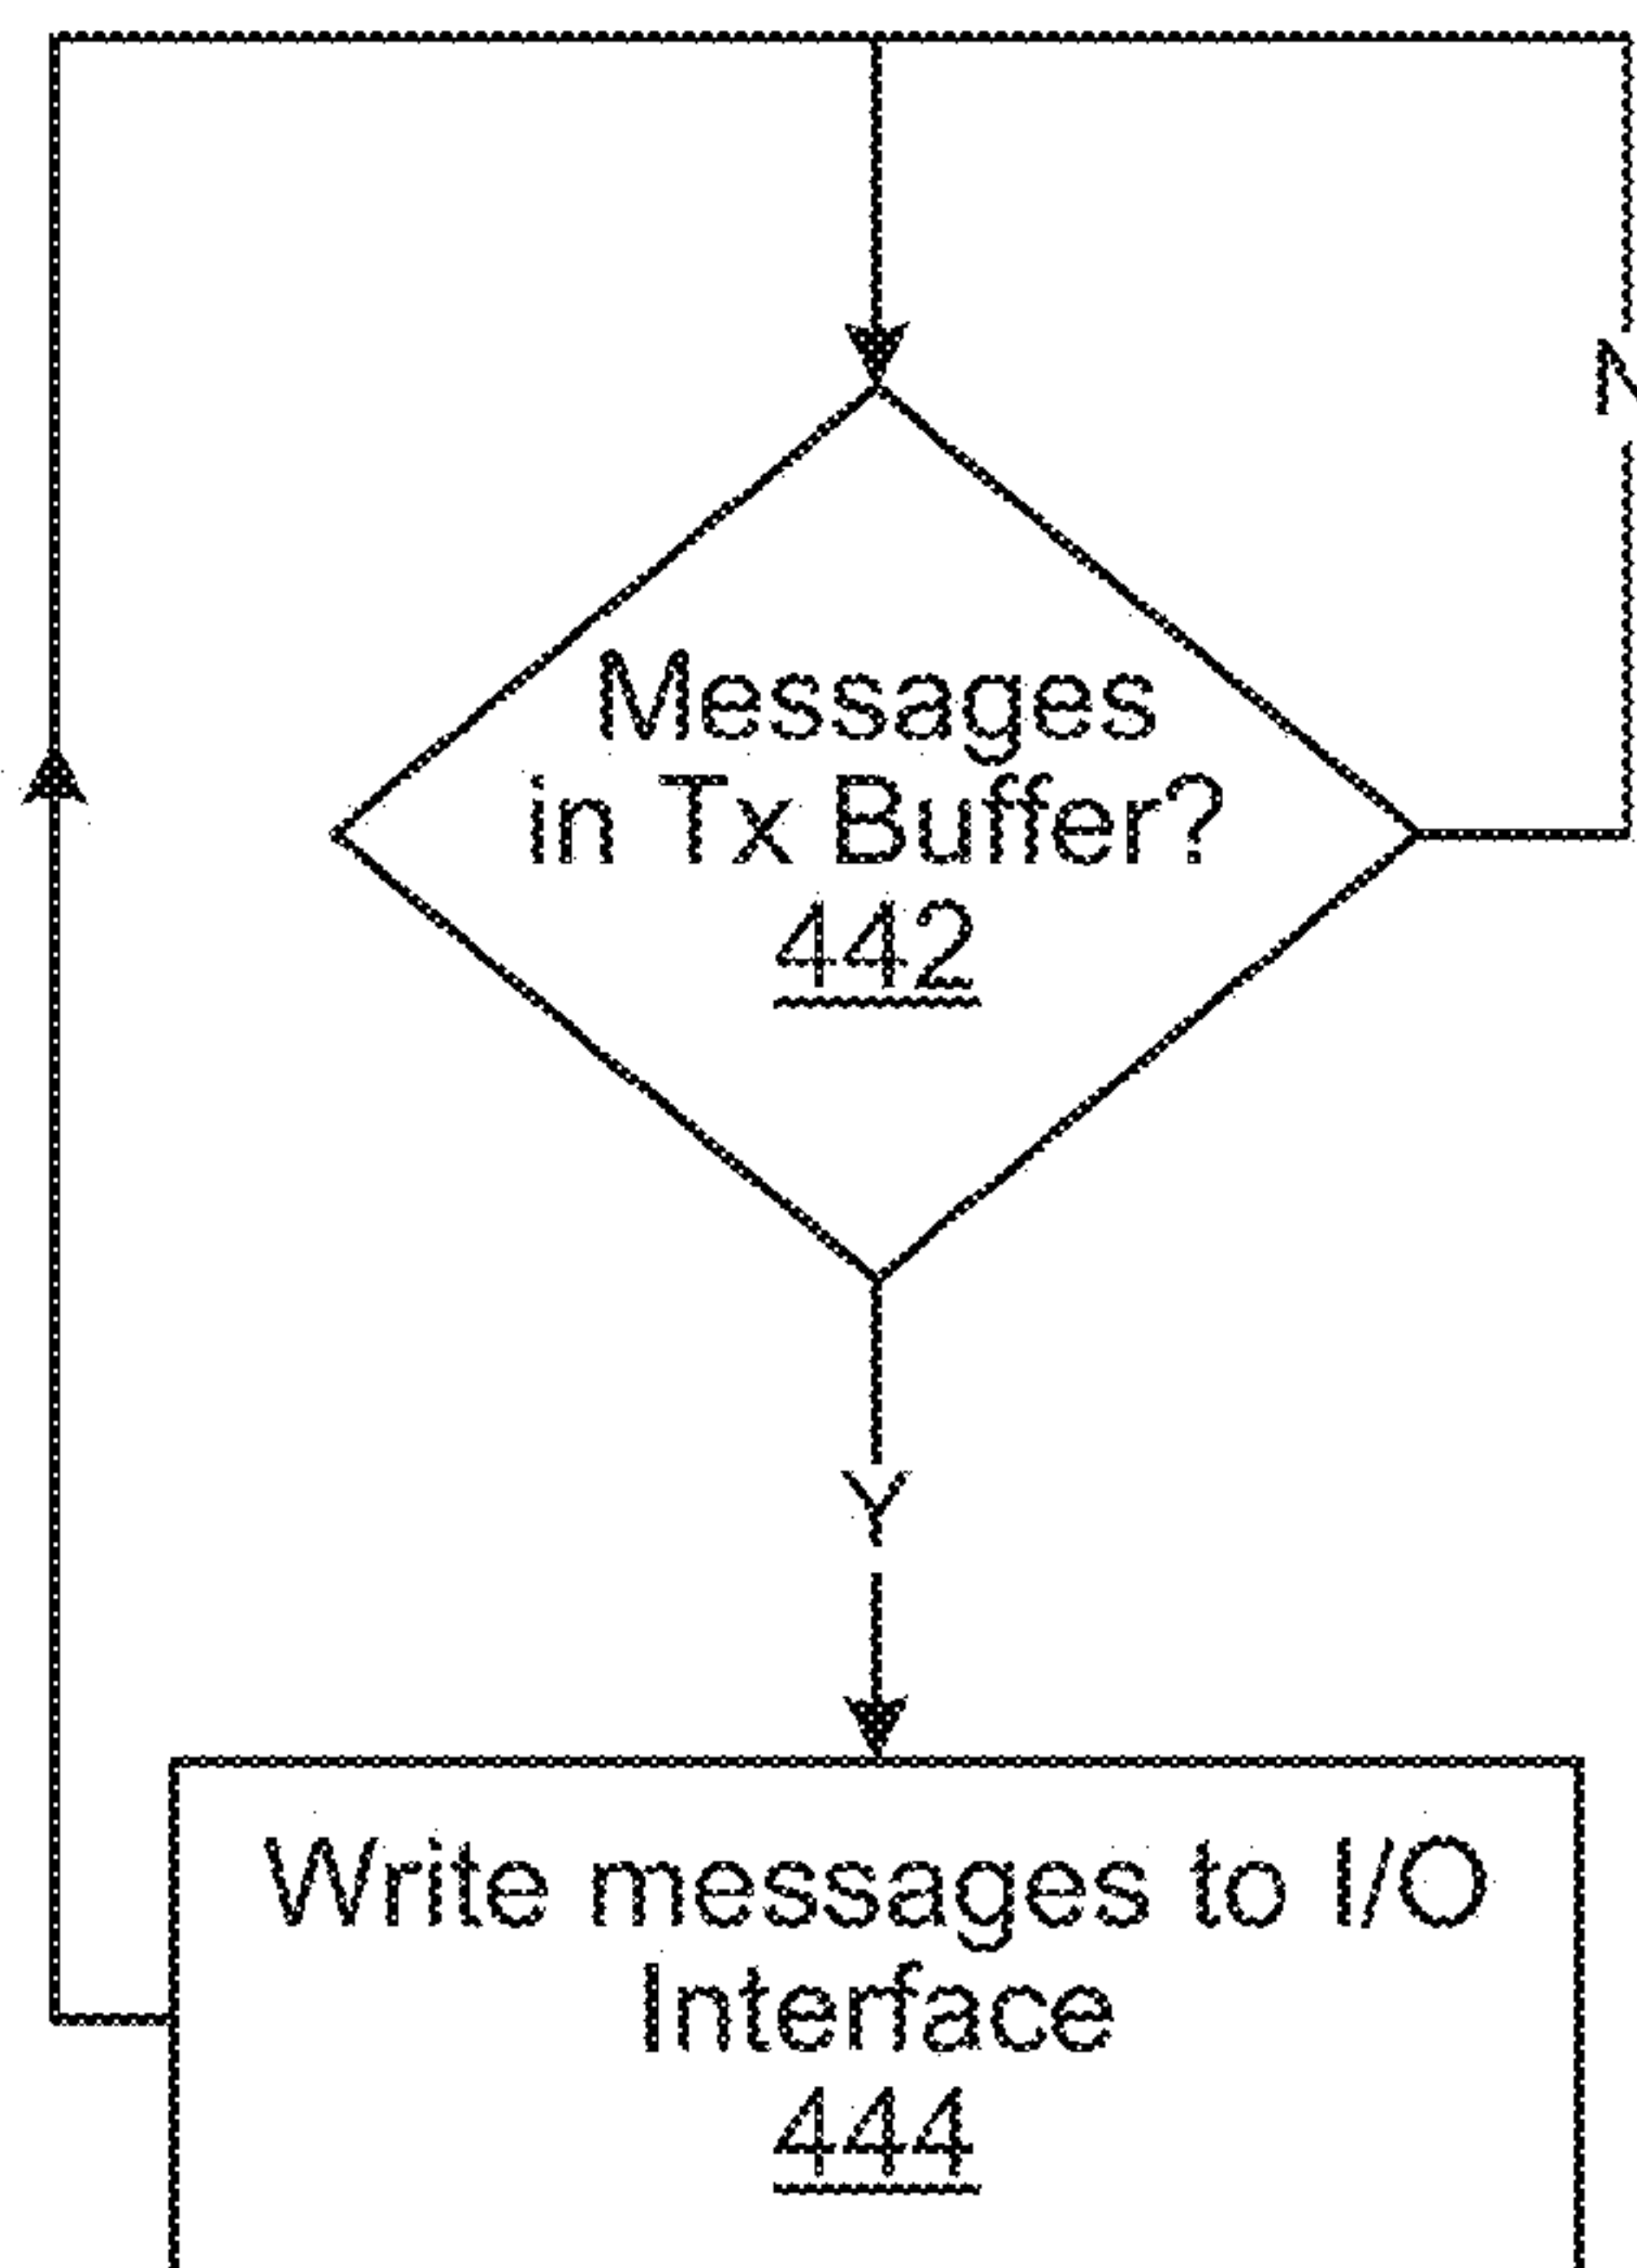 N
Messages
in Tx Buffer?
442
Y
Write messages to I/O
Interface
444